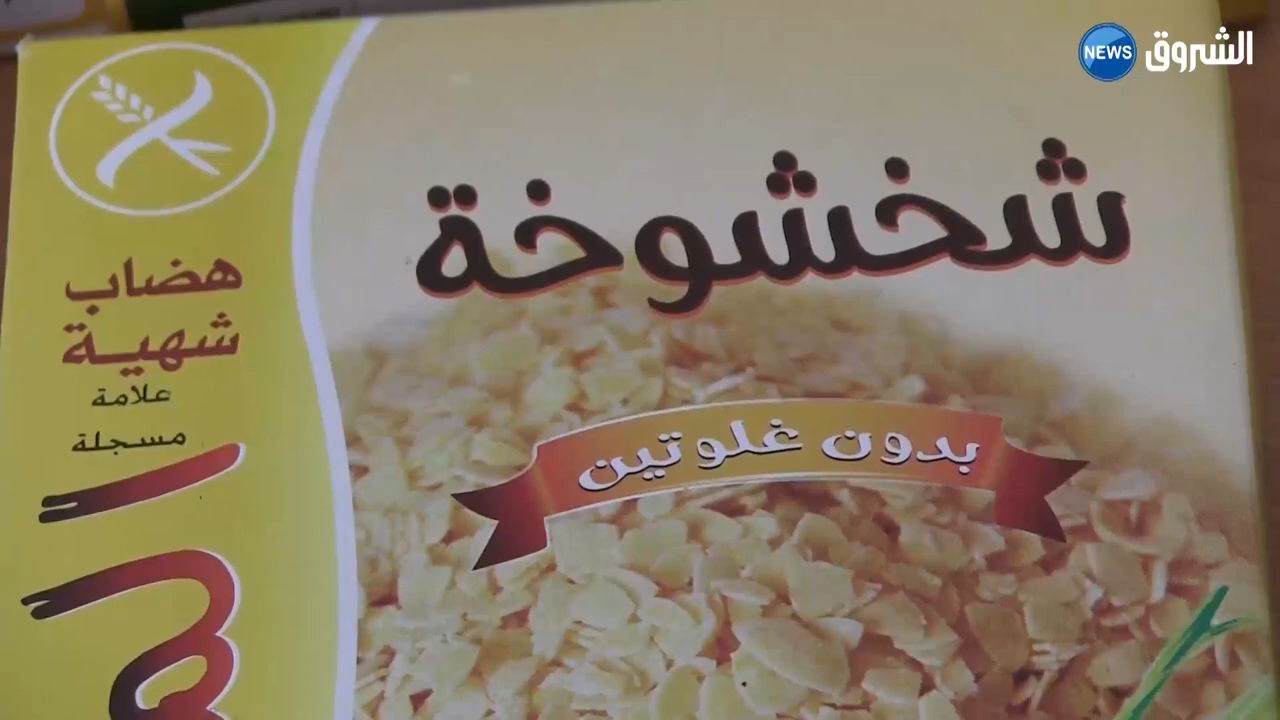 الشروق NEWS
شخشوخة
بدون غلوتين
هضاب
شهية
علامة
مسجلة